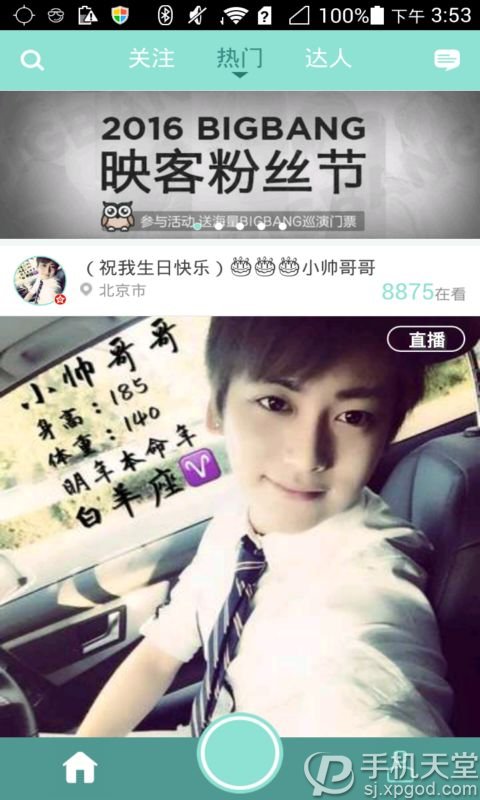 100% 下午 3:53
关注 热门 达人
2016 BIGBANG
映客粉丝节
参与活动 送海量BIGBANG巡演门票
（祝我生日快乐）🎂🎂🎂小帅哥哥
北京市
8875在看
直播
小帅哥哥
身高：185
体重：140
明年本命年
白羊座♈
手机天堂
sj.xpgod.com